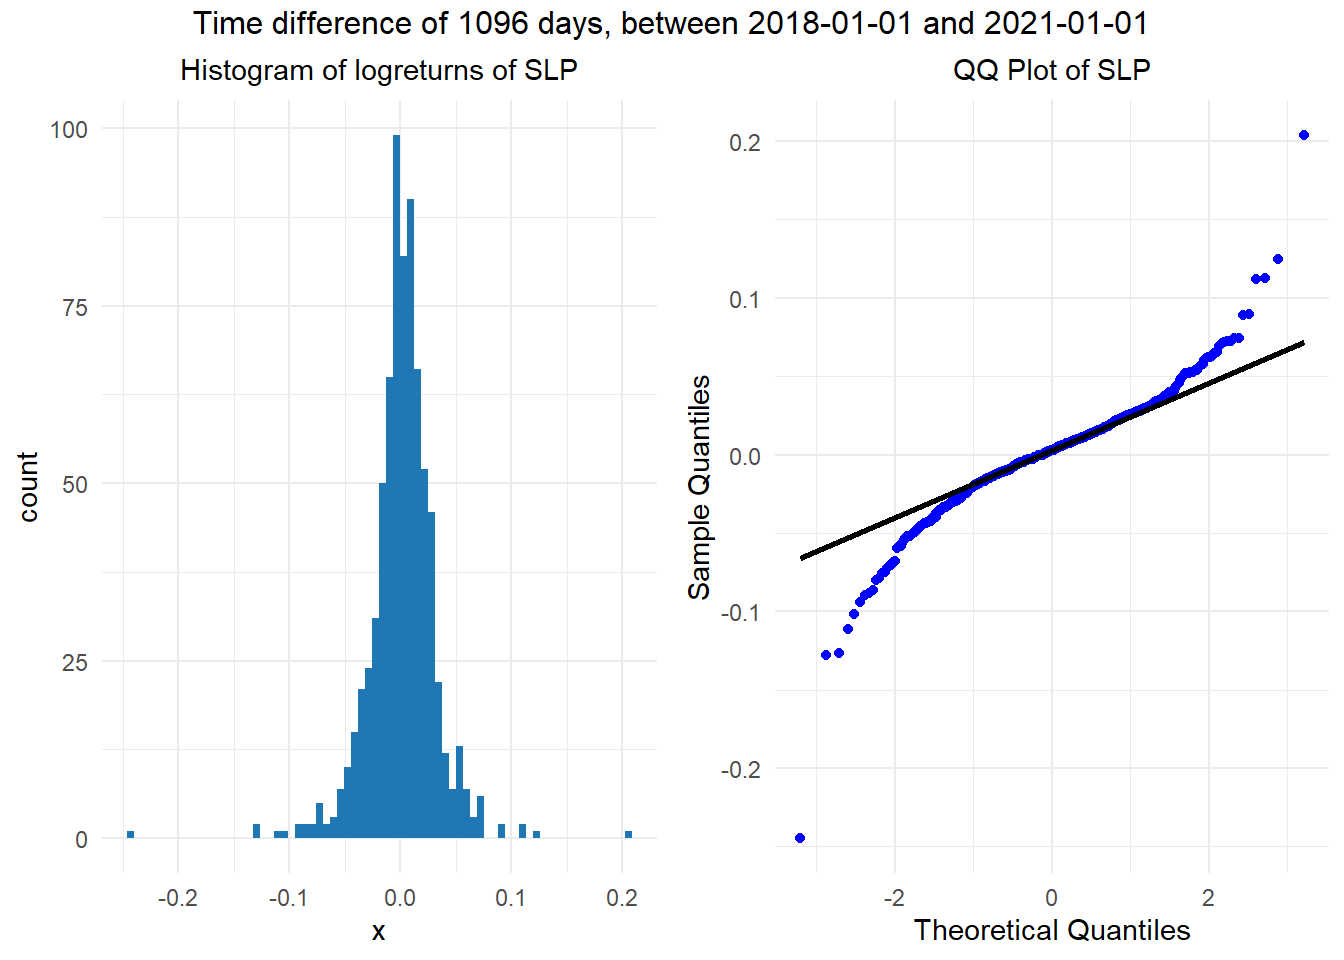 Time difference of 1096 days, between 2018-01-01 and 2021-01-01
Histogram of logreturns of SLP
100
75
50
25
0
count
-0.2 -0.1 0.0 0.1 0.2
x
QQ Plot of SLP
0.2
0.1
0.0
-0.1
-0.2
Sample Quantiles
-2 0 2
Theoretical Quantiles